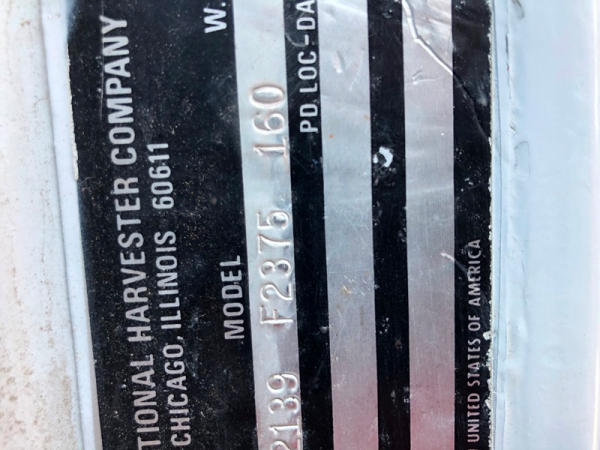 TIONAL HARVESTER COMPANY
CHICAGO, ILLINOIS 60611
MODEL W.
2139 F2375 160
PD LOC-DA
UNITED STATES OF AMERICA